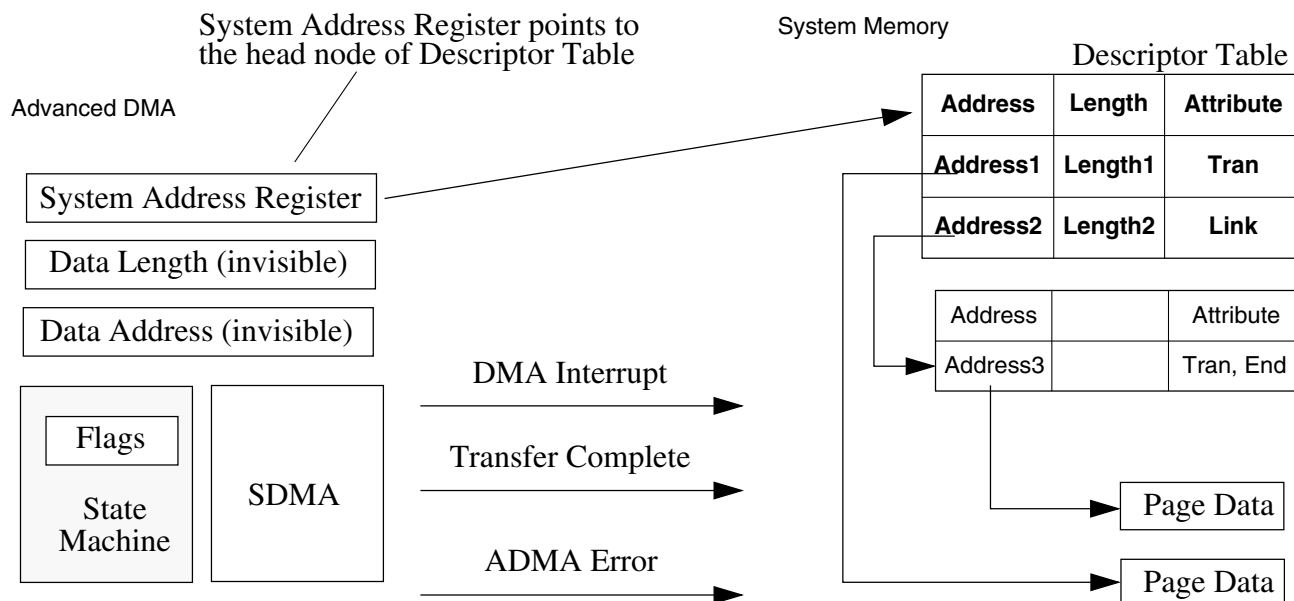 System Address Register points to
the head node of Descriptor Table
System Memory
Descriptor Table
Advanced DMA
Address Length Attribute
Address1 Length1 Tran
Address2 Length2 Link
System Address Register
Data Length (invisible)
Data Address (invisible)
Address Attribute
Address3 Tran, End
DMA Interrupt
Flags
Transfer Complete
State
Machine
SDMA
Page Data
ADMA Error
Page Data